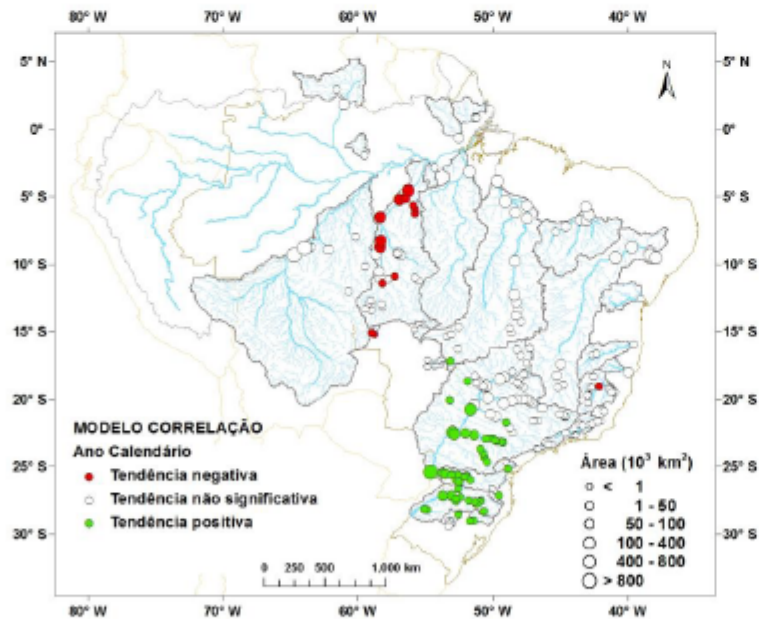 80° W 70° W 60° W 50° W 40° W
5° N 5° N
N
0° 0°
5° S 5° S
10° S 10° S
15° S 15° S
20° S 20° S
25° S 25° S
30° S 30° S
MODELO CORRELAÇÃO
Ano Calendário
Tendência negativa
Tendência não significativa
Tendência positiva
0 250 500 1,000 km
Área (10³ km²)
< 1
1 - 50
50 - 100
100 - 400
400 - 800
> 800
80° W 70° W 60° W 50° W 40° W